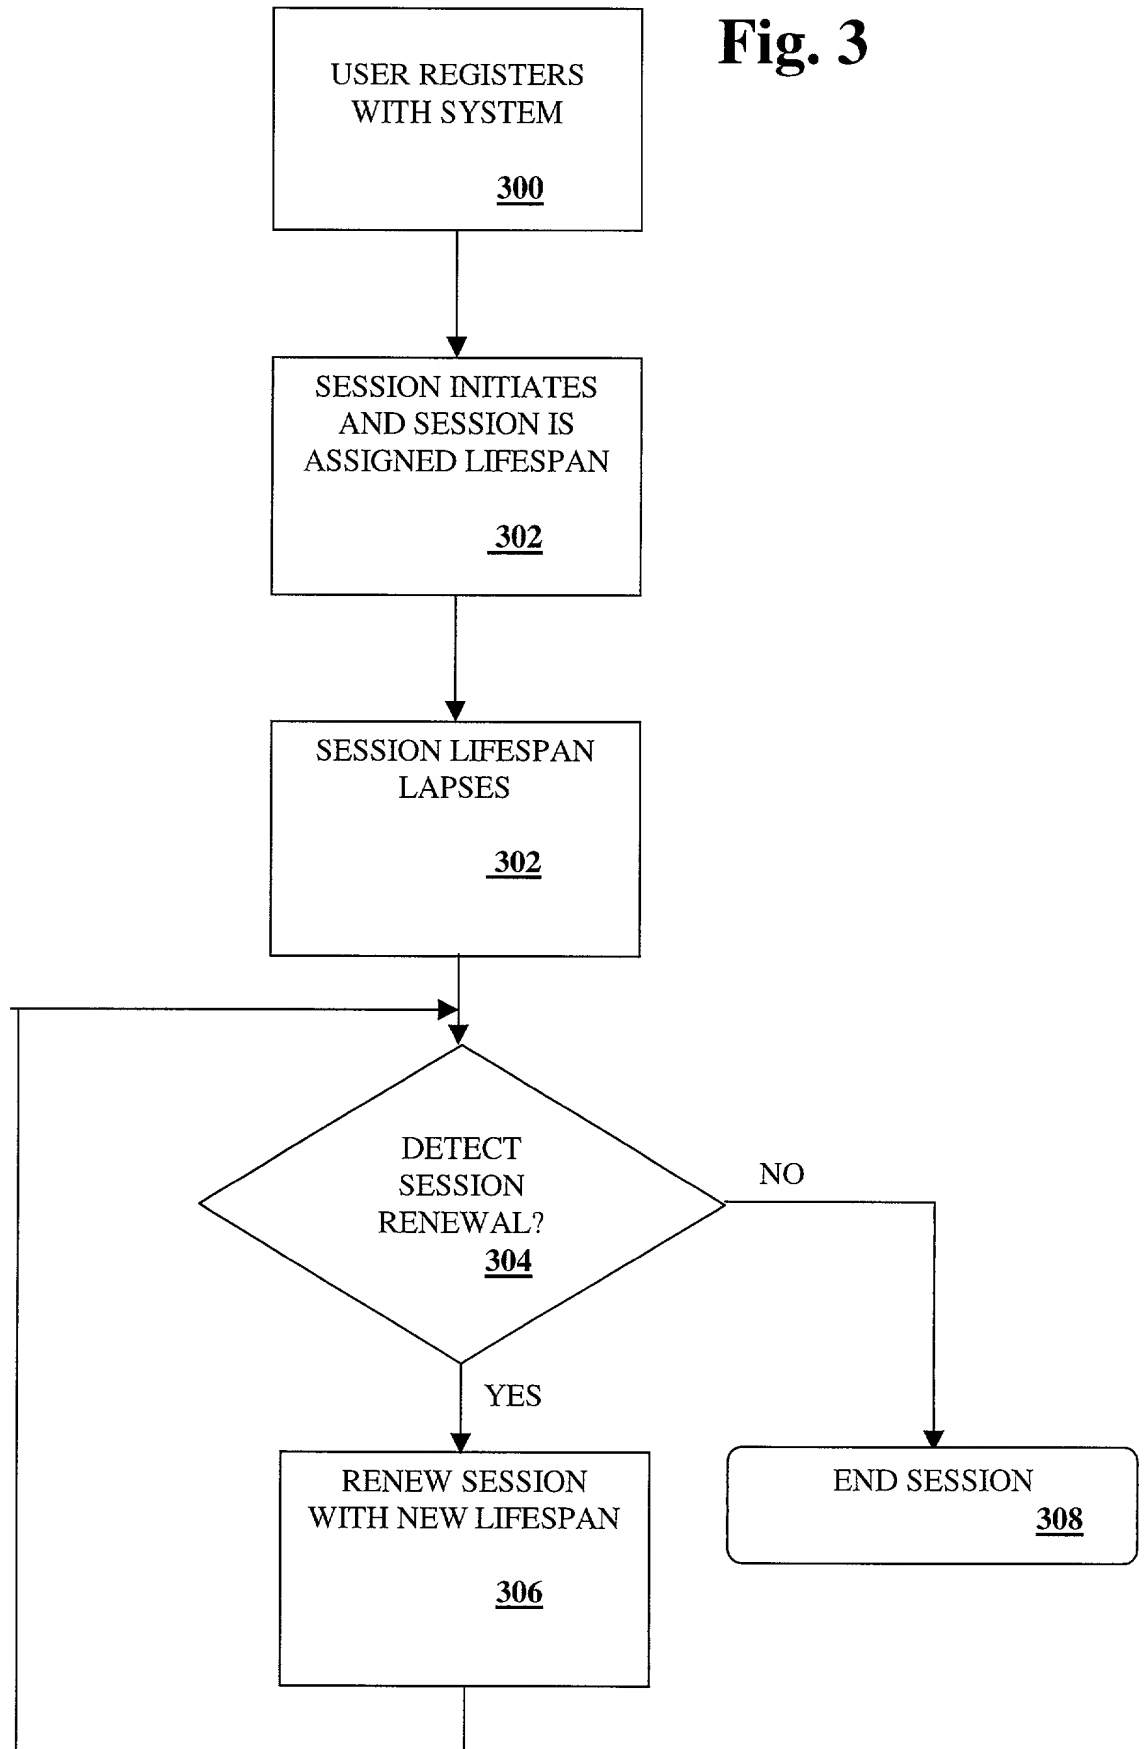 Fig. 3
USER REGISTERS
WITH SYSTEM
300
SESSION INITIATES
AND SESSION IS
ASSIGNED LIFESPAN
302
SESSION LIFESPAN
LAPSES
302
DETECT
SESSION
RENEWAL?
304
NO
YES
RENEW SESSION
WITH NEW LIFESPAN
306
END SESSION
308